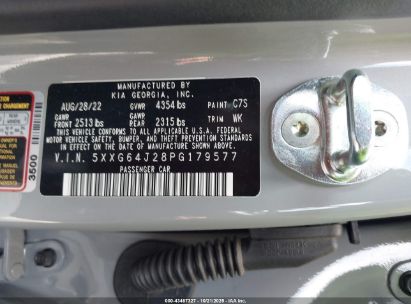 MANUFACTURED BY
KIA GEORGIA, INC.
AUG/28/22 GVWR 4354 lbs PAINT C7S
GAWR GAWR
FRONT 2513 lbs REAR 2315 lbs TRIM WK
THIS VEHICLE CONFORMS TO ALL APPLICABLE U.S.A. FEDERAL
MOTOR VEHICLE SAFETY, BUMPER, AND THEFT PREVENTION
STANDARDS IN EFFECT ON THE DATE OF MANUFACTURE SHOWN ABOVE.
V.I.N. 5XXG64J28PG179577
PASSENGER CAR
3500